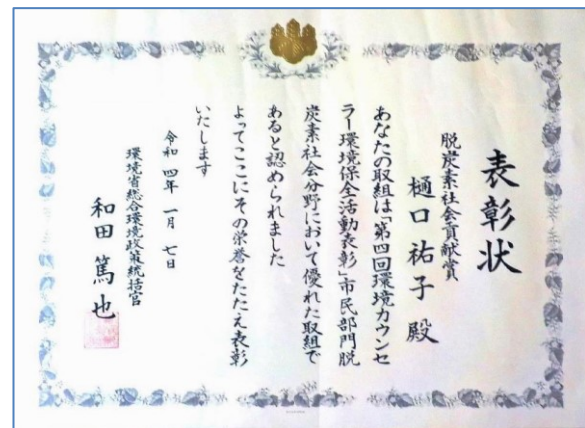 表彰状
脱炭素社会貢献賞
樋口祐子 殿
あなたの取組は「第四回環境カウンセ
ラー環境保全活動表彰」市民部門脱
炭素社会分野において優れた取組で
あると認められました
よってここにその栄誉をたたえ表彰
いたします
令和四年一月七日
環境省総合環境政策統括官
和田篤也